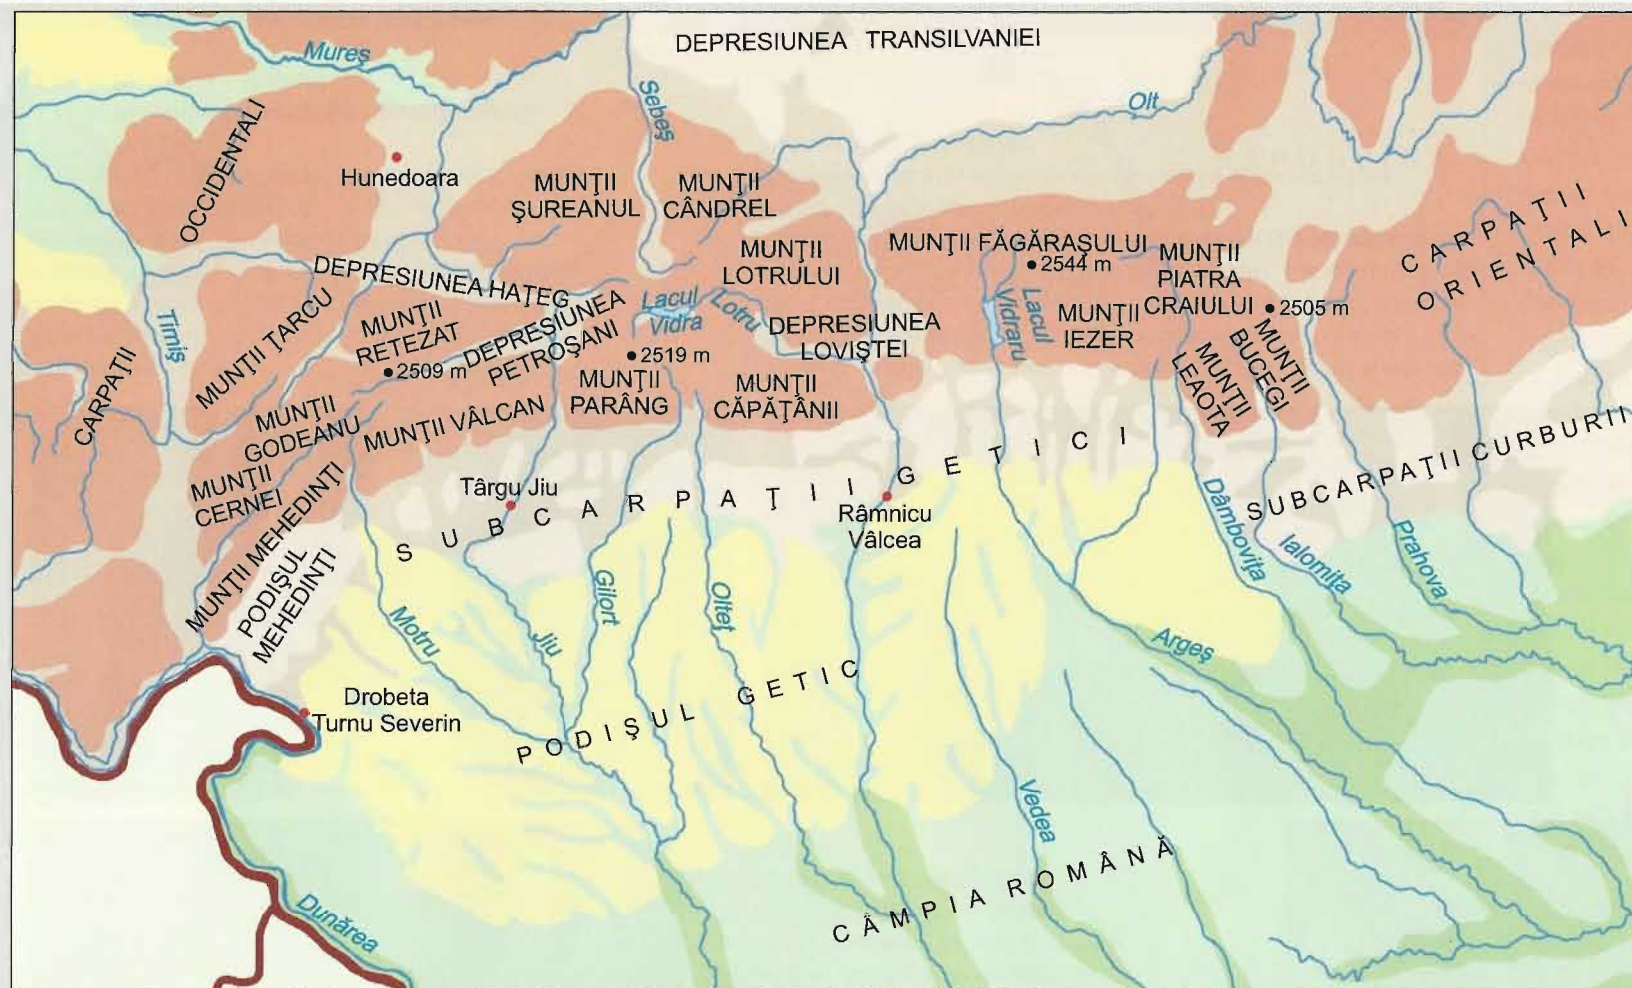 DEPRESIUNEA TRANSILVANIEI
Mureş
Sebeş
Olt
Hunedoara
CARPAŢII
OCCIDENTALI
MUNŢII
ŞUREANUL
MUNŢII
CÂNDREL
MUNŢII
LOTRULUI
MUNŢII FĂGĂRAŞULUI
2544 m
MUNŢII
PIATRA
CRAIULUI
2505 m
CARPAŢII
ORIENTALI
Timiş
MUNŢII ŢARCU
DEPRESIUNEA HAŢEG
MUNŢII
RETEZAT
2509 m
DEPRESIUNEA
PETROŞANI
Lacul
Vidra
Lotru
2519 m
DEPRESIUNEA
LOVIŞTEI
Lacul
Vidraru
MUNŢII
IEZER
MUNŢII
LEAOTA
MUNŢII
BUCEGI
MUNŢII
GODEANU
MUNŢII VÂLCAN
MUNŢII
PARÂNG
MUNŢII
CĂPĂŢÂNII
MUNŢII
CERNEI
MUNŢII MEHEDINŢI
PODIŞUL
MEHEDINŢI
Târgu Jiu
SUBCARPAŢII GETICI
Râmnicu
Vâlcea
SUBCARPAŢII CURBURII
Dâmboviţa
Ialomiţa
Prahova
Motru
Jiu
Gilort
Olteţ
Argeş
Drobeta
Turnu Severin
PODIŞUL GETIC
Vedea
CÂMPIA ROMÂNĂ
Dunărea